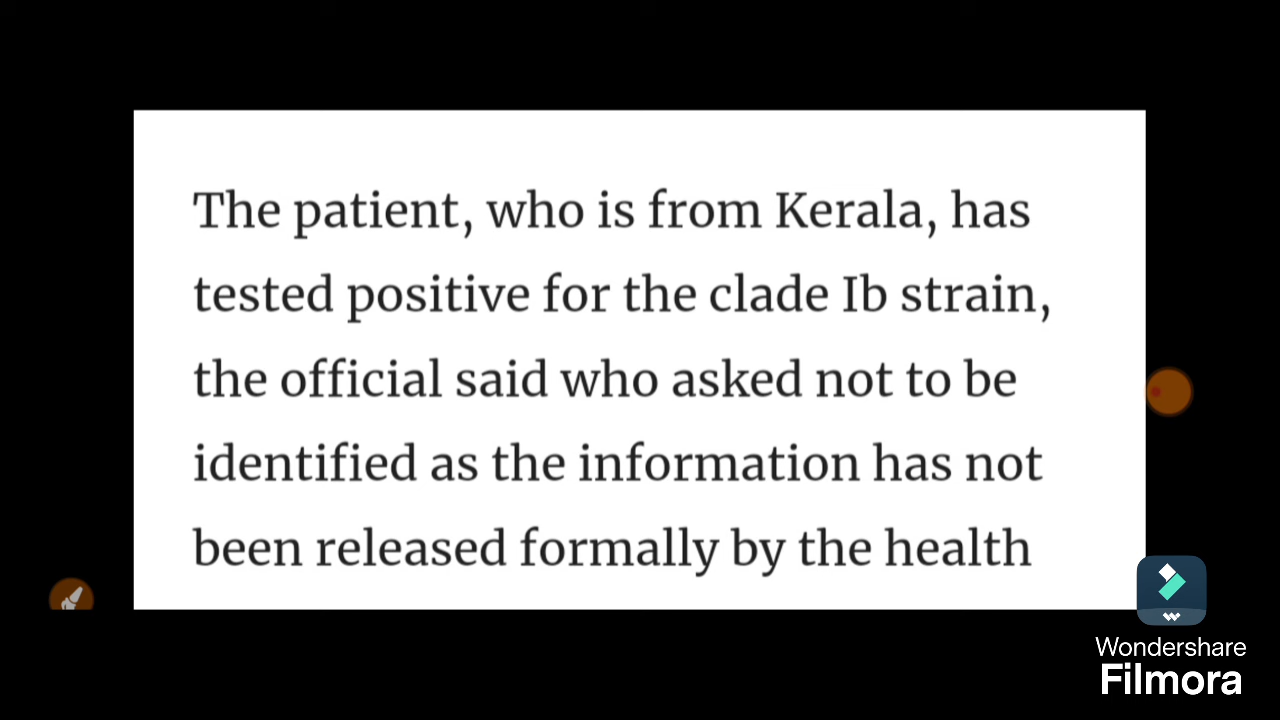 The patient, who is from Kerala, has
tested positive for the clade Ib strain,
the official said who asked not to be
identified as the information has not
been released formally by the health
Wondershare
Filmora